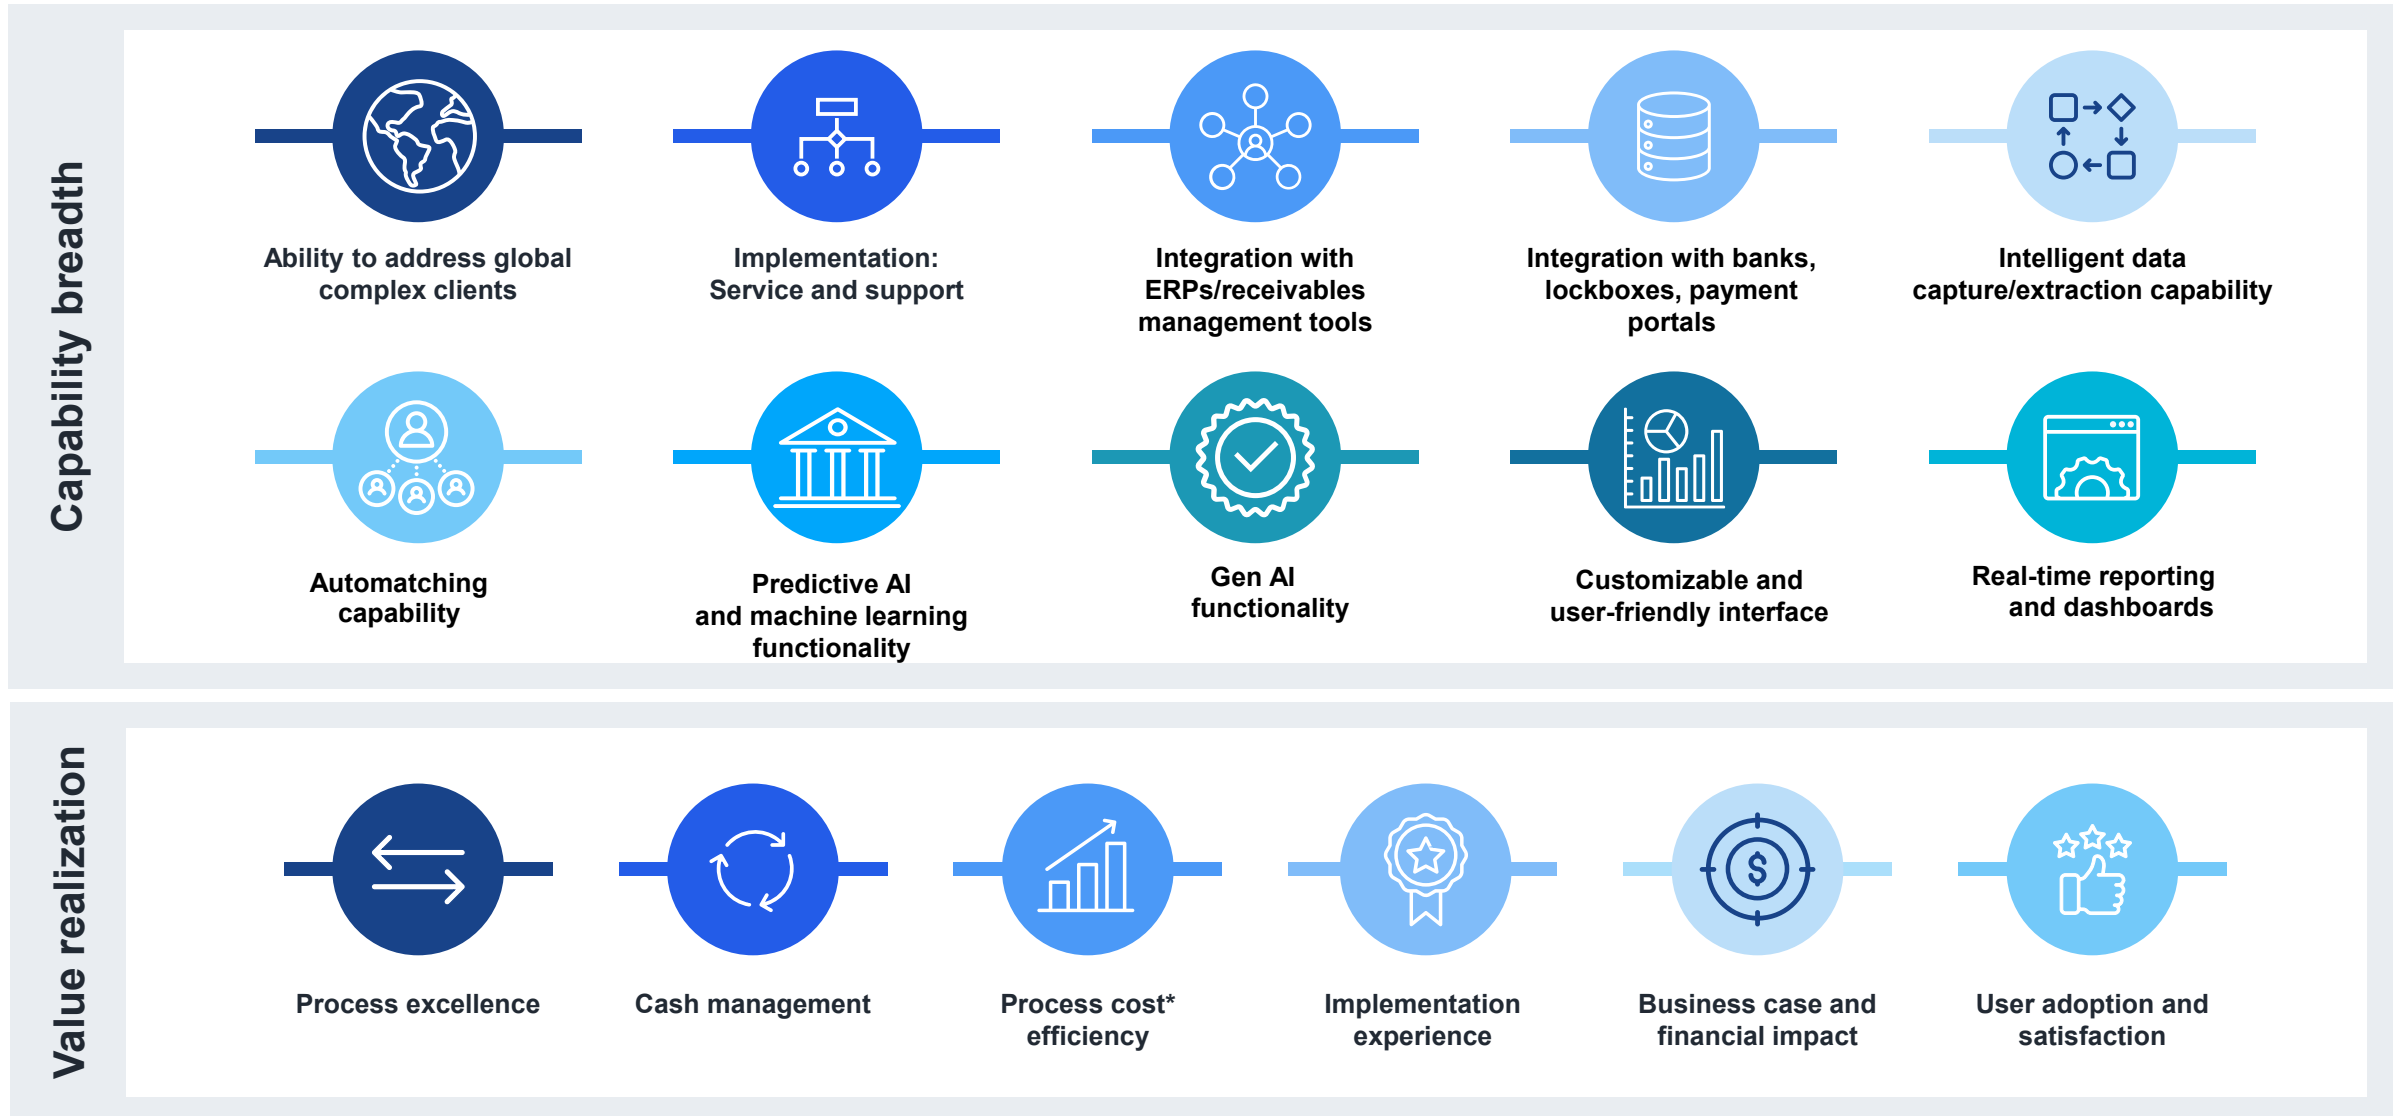 Capability breadth
Ability to address global
complex clients
Implementation:
Service and support
Integration with
ERPs/receivables
management tools
Integration with banks,
lockboxes, payment
portals
Intelligent data
capture/extraction capability
Automatching
capability
Predictive AI
and machine learning
functionality
Gen AI
functionality
Customizable and
user-friendly interface
Real-time reporting
and dashboards
Value realization
$
Process excellence
Cash management
Process cost*
efficiency
Implementation
experience
Business case and
financial impact
User adoption and
satisfaction